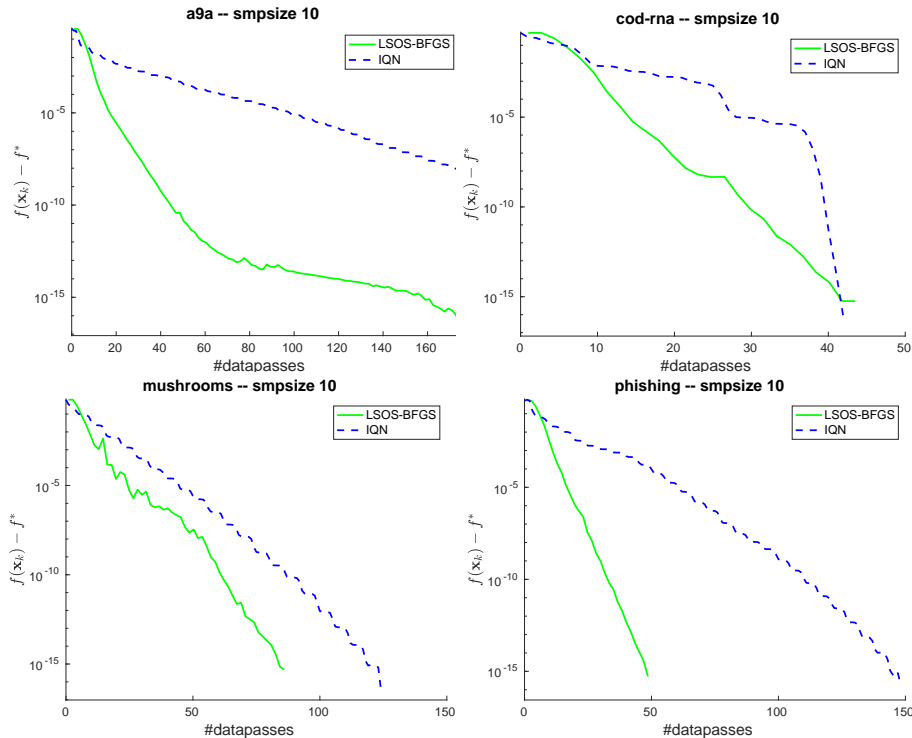 a9a -- smpsize 10
LSOS-BFGS
IQN
10^-5
10^-10
10^-15
f(x_k) − f*
0 20 40 60 80 100 120 140 160
#datapasses
cod-rna -- smpsize 10
LSOS-BFGS
IQN
10^-5
10^-10
10^-15
f(x_k) − f*
0 10 20 30 40 50
#datapasses
mushrooms -- smpsize 10
LSOS-BFGS
IQN
10^-5
10^-10
10^-15
f(x_k) − f*
0 50 100 150
#datapasses
phishing -- smpsize 10
LSOS-BFGS
IQN
10^-5
10^-10
10^-15
f(x_k) − f*
0 50 100 150
#datapasses